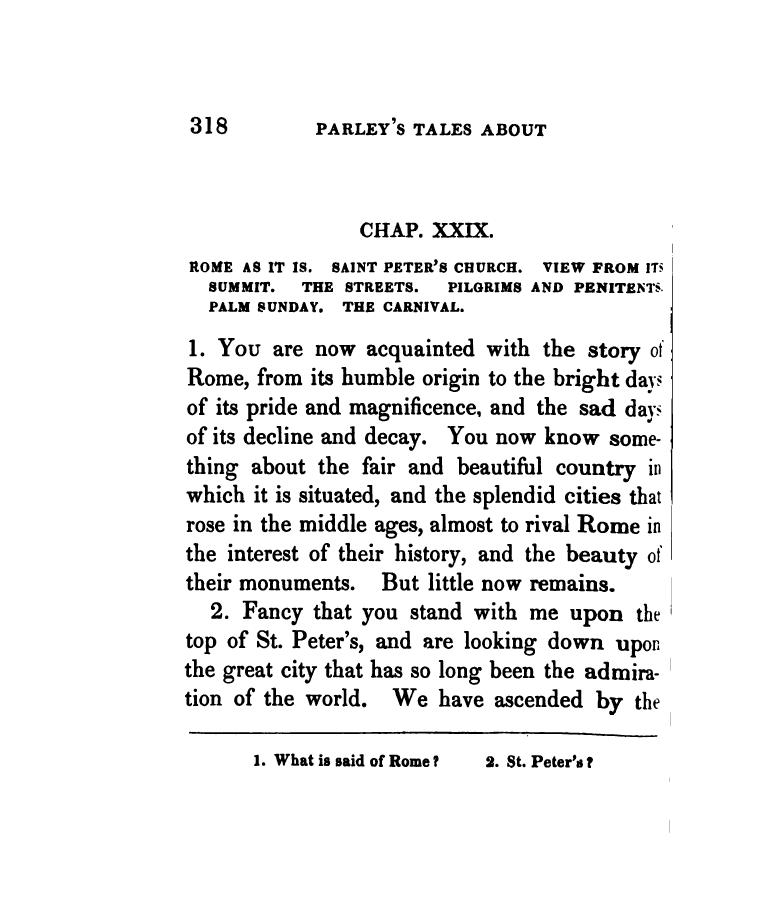 318 PARLEY'S TALES ABOUT
CHAP. XXIX.
ROME AS IT IS. SAINT PETER'S CHURCH. VIEW FROM ITS
SUMMIT. THE STREETS. PILGRIMS AND PENITENTS.
PALM SUNDAY. THE CARNIVAL.
1. You are now acquainted with the story of
Rome, from its humble origin to the bright days
of its pride and magnificence, and the sad days
of its decline and decay. You now know some-
thing about the fair and beautiful country in
which it is situated, and the splendid cities that
rose in the middle ages, almost to rival Rome in
the interest of their history, and the beauty of
their monuments. But little now remains.
2. Fancy that you stand with me upon the
top of St. Peter's, and are looking down upon
the great city that has so long been the admira-
tion of the world. We have ascended by the
1. What is said of Rome? 2. St. Peter's?